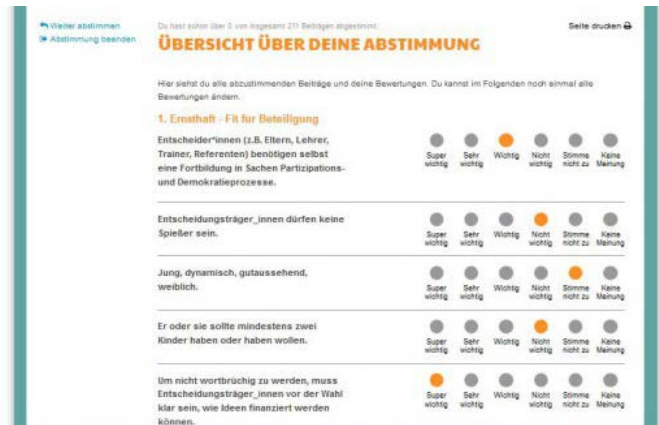 Weiter abstimmen
Abstimmung beenden
Du hast schon über 5 von insgesamt 211 Beiträgen abgestimmt.
Seite drucken
ÜBERSICHT ÜBER DEINE ABSTIMMUNG
Hier siehst du alle abzustimmenden Beiträge und deine Bewertungen. Du kannst im Folgenden noch einmal alle
Bewertungen ändern.
1. Ernsthaft - Fit für Beteiligung
Entscheider*innen (z.B. Eltern, Lehrer,
Trainer, Referenten) benötigen selbst
eine Fortbildung in Sachen Partizipations-
und Demokratieprozesse.
Super wichtig Sehr wichtig Wichtig Nicht wichtig Stimme nicht zu Keine Meinung
Entscheidungsträger_innen dürfen keine
Spießer sein.
Super wichtig Sehr wichtig Wichtig Nicht wichtig Stimme nicht zu Keine Meinung
Jung, dynamisch, gutaussehend,
weiblich.
Super wichtig Sehr wichtig Wichtig Nicht wichtig Stimme nicht zu Keine Meinung
Er oder sie sollte mindestens zwei
Kinder haben oder haben wollen.
Super wichtig Sehr wichtig Wichtig Nicht wichtig Stimme nicht zu Keine Meinung
Um nicht wortbrüchig zu werden, muss
Entscheidungsträger_innen vor der Wahl
klar sein, wie Ideen finanziert werden
können.
Super wichtig Sehr wichtig Wichtig Nicht wichtig Stimme nicht zu Keine Meinung